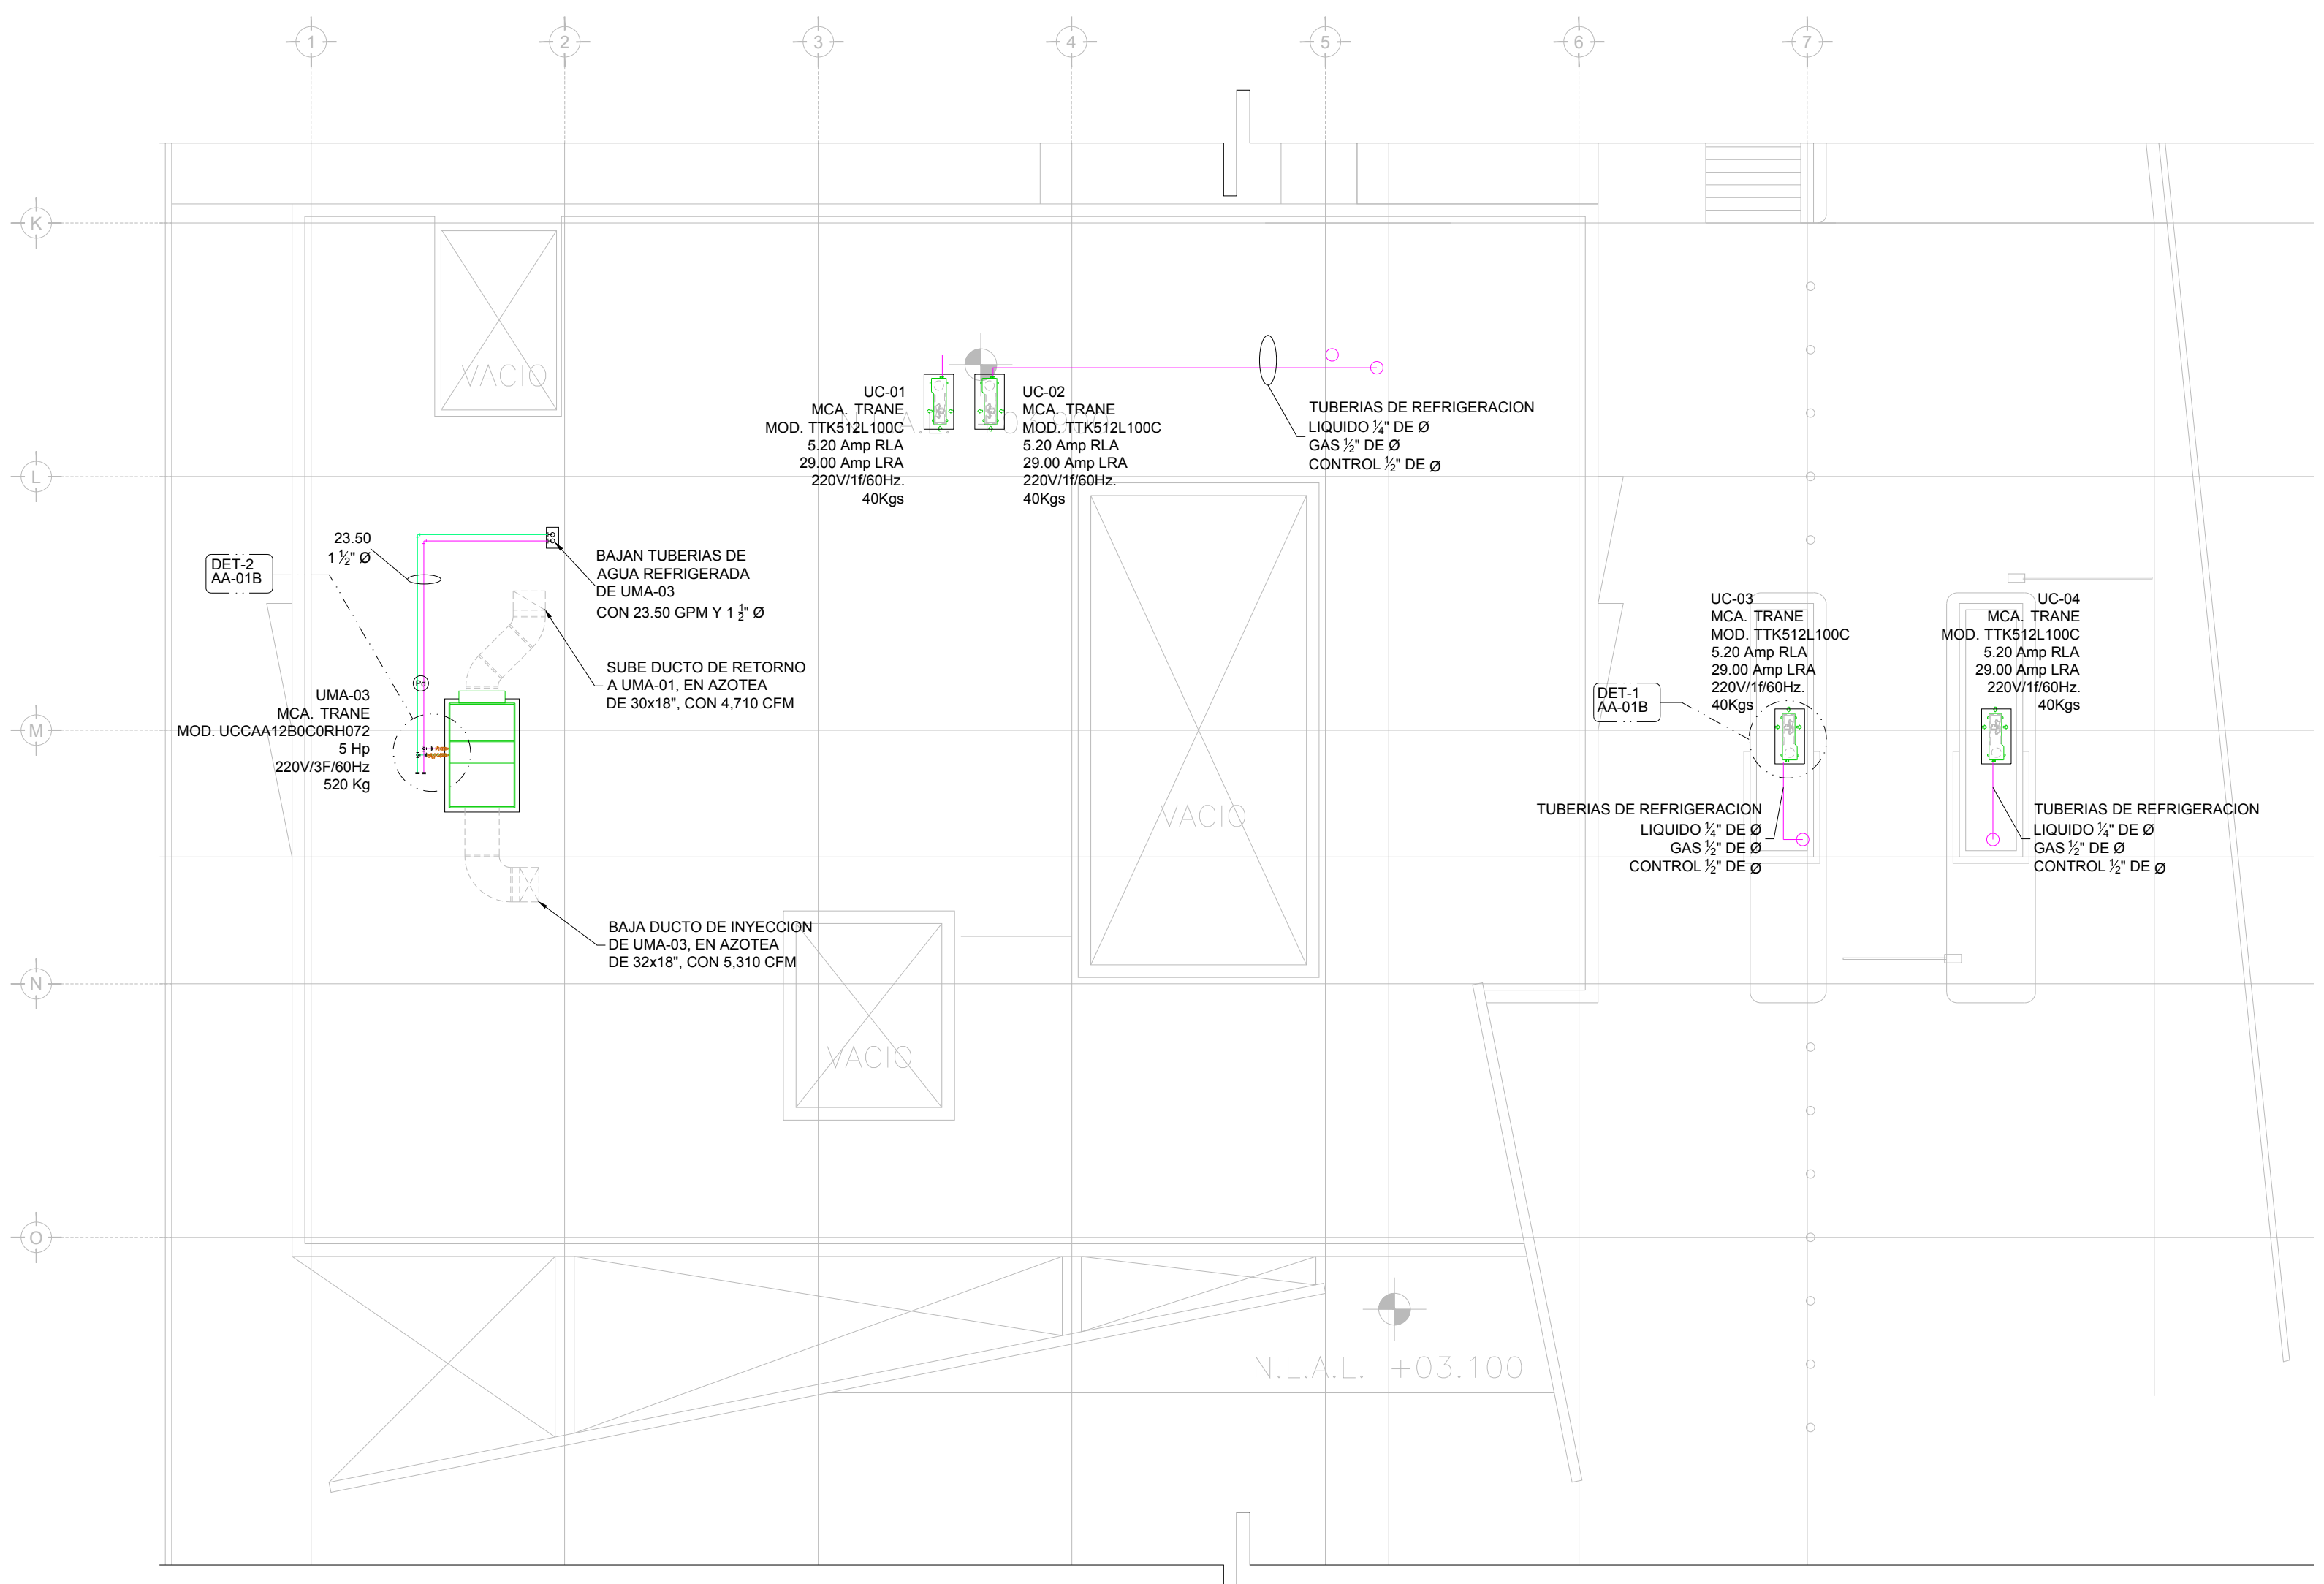 1
2
3
4
5
6
7
K
L
M
N
O
VACIO
UC-01
MCA. TRANE
MOD. TTK512L100C
5.20 Amp RLA
29.00 Amp LRA
220V/1f/60Hz.
40Kgs
UC-02
MCA. TRANE
MOD. TTK512L100C
5.20 Amp RLA
29.00 Amp LRA
220V/1f/60Hz.
40Kgs
TUBERIAS DE REFRIGERACION
LIQUIDO ¼" DE Ø
GAS ½" DE Ø
CONTROL ½" DE Ø
23.50
1 ½" Ø
DET-2
AA-01B
BAJAN TUBERIAS DE
AGUA REFRIGERADA
DE UMA-03
CON 23.50 GPM Y 1 ½" Ø
SUBE DUCTO DE RETORNO
A UMA-01, EN AZOTEA
DE 30x18", CON 4,710 CFM
Pd
UMA-03
MCA. TRANE
MOD. UCCAA12B0C0RH072
5 Hp
220V/3F/60Hz
520 Kg
BAJA DUCTO DE INYECCION
DE UMA-03, EN AZOTEA
DE 32x18", CON 5,310 CFM
VACIO
VACIO
UC-03
MCA. TRANE
MOD. TTK512L100C
5.20 Amp RLA
29.00 Amp LRA
220V/1f/60Hz.
40Kgs
DET-1
AA-01B
UC-04
MCA. TRANE
MOD. TTK512L100C
5.20 Amp RLA
29.00 Amp LRA
220V/1f/60Hz.
40Kgs
TUBERIAS DE REFRIGERACION
LIQUIDO ¼" DE Ø
GAS ½" DE Ø
CONTROL ½" DE Ø
TUBERIAS DE REFRIGERACION
LIQUIDO ¼" DE Ø
GAS ½" DE Ø
CONTROL ½" DE Ø
N.L.A.L. +03.100